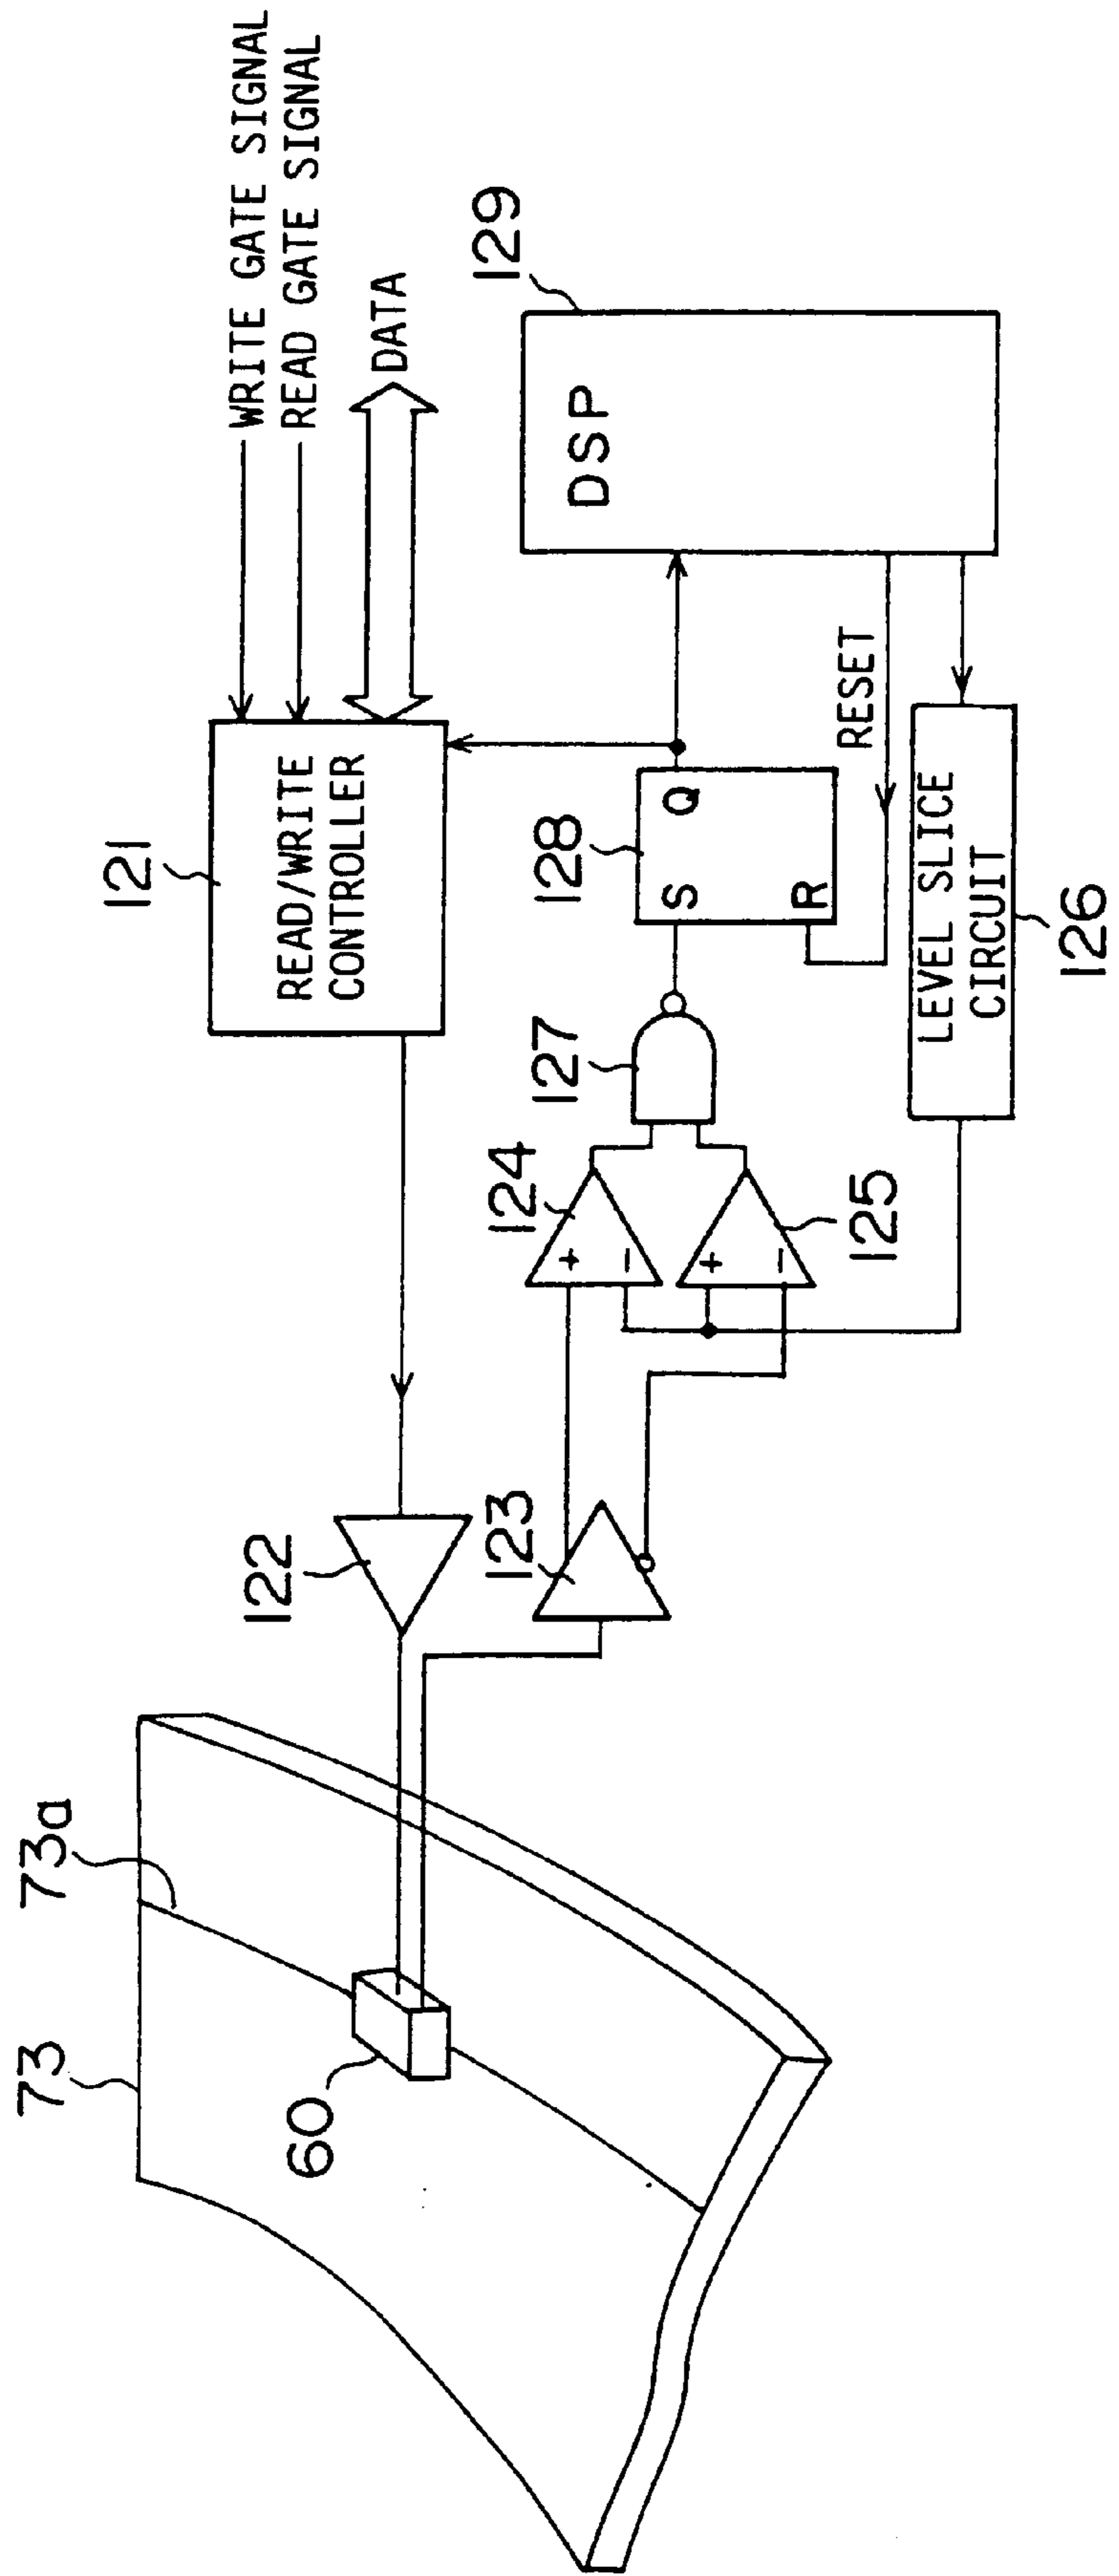 WRITE GATE SIGNAL
READ GATE SIGNAL
DATA
121
READ/WRITE
CONTROLLER
129
DSP
128
S
Q
R
RESET
127
LEVEL SLICE
CIRCUIT
126
124
+
−
125
+
−
122
123
73a
73
60